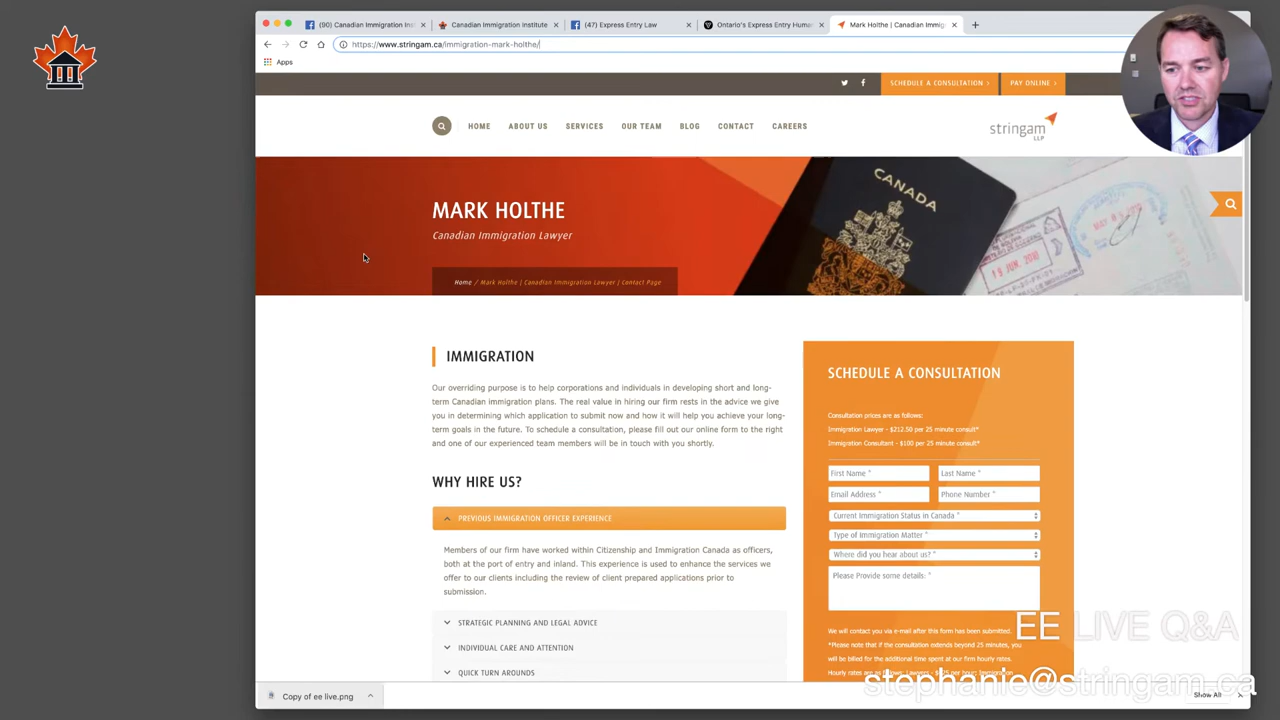 (90) Canadian Immigration Inst
Canadian Immigration Institute
(47) Express Entry Law
Ontario's Express Entry Human
Mark Holthe | Canadian Immig
https://www.stringam.ca/immigration-mark-holthe/
Apps
SCHEDULE A CONSULTATION >
PAY ONLINE >
HOME
ABOUT US
SERVICES
OUR TEAM
BLOG
CONTACT
CAREERS
stringam
LLP
MARK HOLTHE
Canadian Immigration Lawyer
Home / Mark Holthe | Canadian Immigration Lawyer | Contact Page
CANADA
IMMIGRATION
Our overriding purpose is to help corporations and individuals in developing short and long-
term Canadian immigration plans. The real value in hiring our firm rests in the advice we give
you in determining which application to submit now and how it will help you achieve your long-
term goals in the future. To schedule a consultation, please fill out our online form to the right
and one of our experienced team members will be in touch with you shortly.
WHY HIRE US?
PREVIOUS IMMIGRATION OFFICER EXPERIENCE
Members of our firm have worked within Citizenship and Immigration Canada as officers,
both at the port of entry and inland. This experience is used to enhance the services we
offer to our clients including the review of client prepared applications prior to
submission.
STRATEGIC PLANNING AND LEGAL ADVICE
INDIVIDUAL CARE AND ATTENTION
QUICK TURN AROUNDS
SCHEDULE A CONSULTATION
Consultation prices are as follows:
Immigration Lawyer - $212.50 per 25 minute consult*
Immigration Consultant - $100 per 25 minute consult*
First Name *
Last Name *
Email Address *
Phone Number *
Current Immigration Status in Canada *
Type of Immigration Matter *
Where did you hear about us? *
Please Provide some details: *
We will contact you via e-mail after this form has been submitted.
*Please note that if the consultation extends beyond 25 minutes, you
will be billed for the additional time spent at our firm hourly rates.
Hourly rates are as follows: Lawyers - per hour; Immigration
EE LIVE Q&A
stephanie@stringam.ca
Copy of ee live.png
Show All